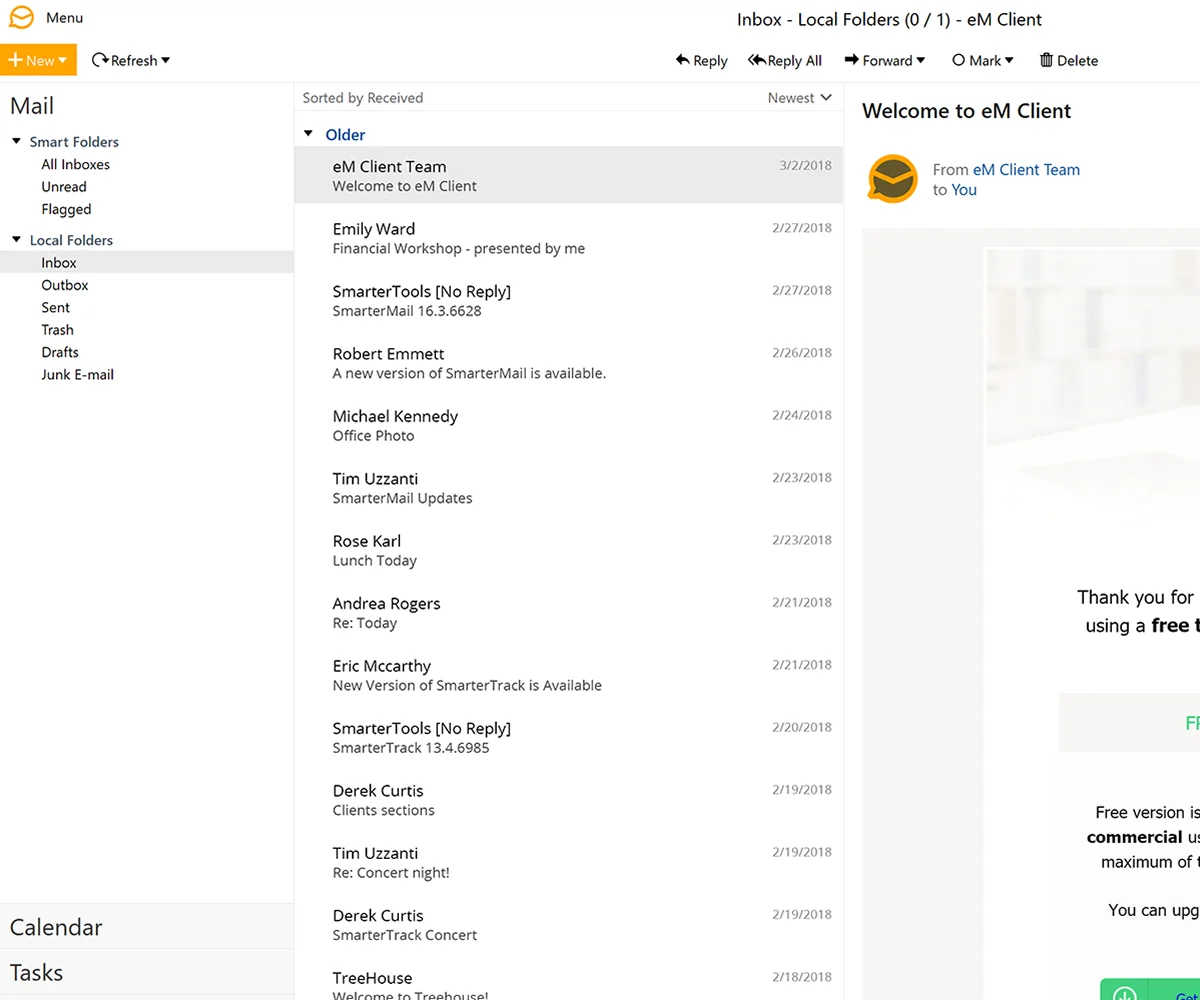 Menu
Inbox - Local Folders (0 / 1) - eM Client
New
Refresh
Reply
Reply All
Forward
Mark
Delete
Mail
Smart Folders
All Inboxes
Unread
Flagged
Local Folders
Inbox
Outbox
Sent
Trash
Drafts
Junk E-mail
Calendar
Tasks
Sorted by Received
Newest
Older
eM Client Team 3/2/2018
Welcome to eM Client
Emily Ward 2/27/2018
Financial Workshop - presented by me
SmarterTools [No Reply] 2/27/2018
SmarterMail 16.3.6628
Robert Emmett 2/26/2018
A new version of SmarterMail is available.
Michael Kennedy 2/24/2018
Office Photo
Tim Uzzanti 2/23/2018
SmarterMail Updates
Rose Karl 2/23/2018
Lunch Today
Andrea Rogers 2/21/2018
Re: Today
Eric Mccarthy 2/21/2018
New Version of SmarterTrack is Available
SmarterTools [No Reply] 2/20/2018
SmarterTrack 13.4.6985
Derek Curtis 2/19/2018
Clients sections
Tim Uzzanti 2/19/2018
Re: Concert night!
Derek Curtis 2/19/2018
SmarterTrack Concert
TreeHouse 2/18/2018
Welcome to Treehouse!
Welcome to eM Client
From eM Client Team
to You
Thank you for
using a free t
FR
Free version is
commercial us
maximum of t
You can upg
Get